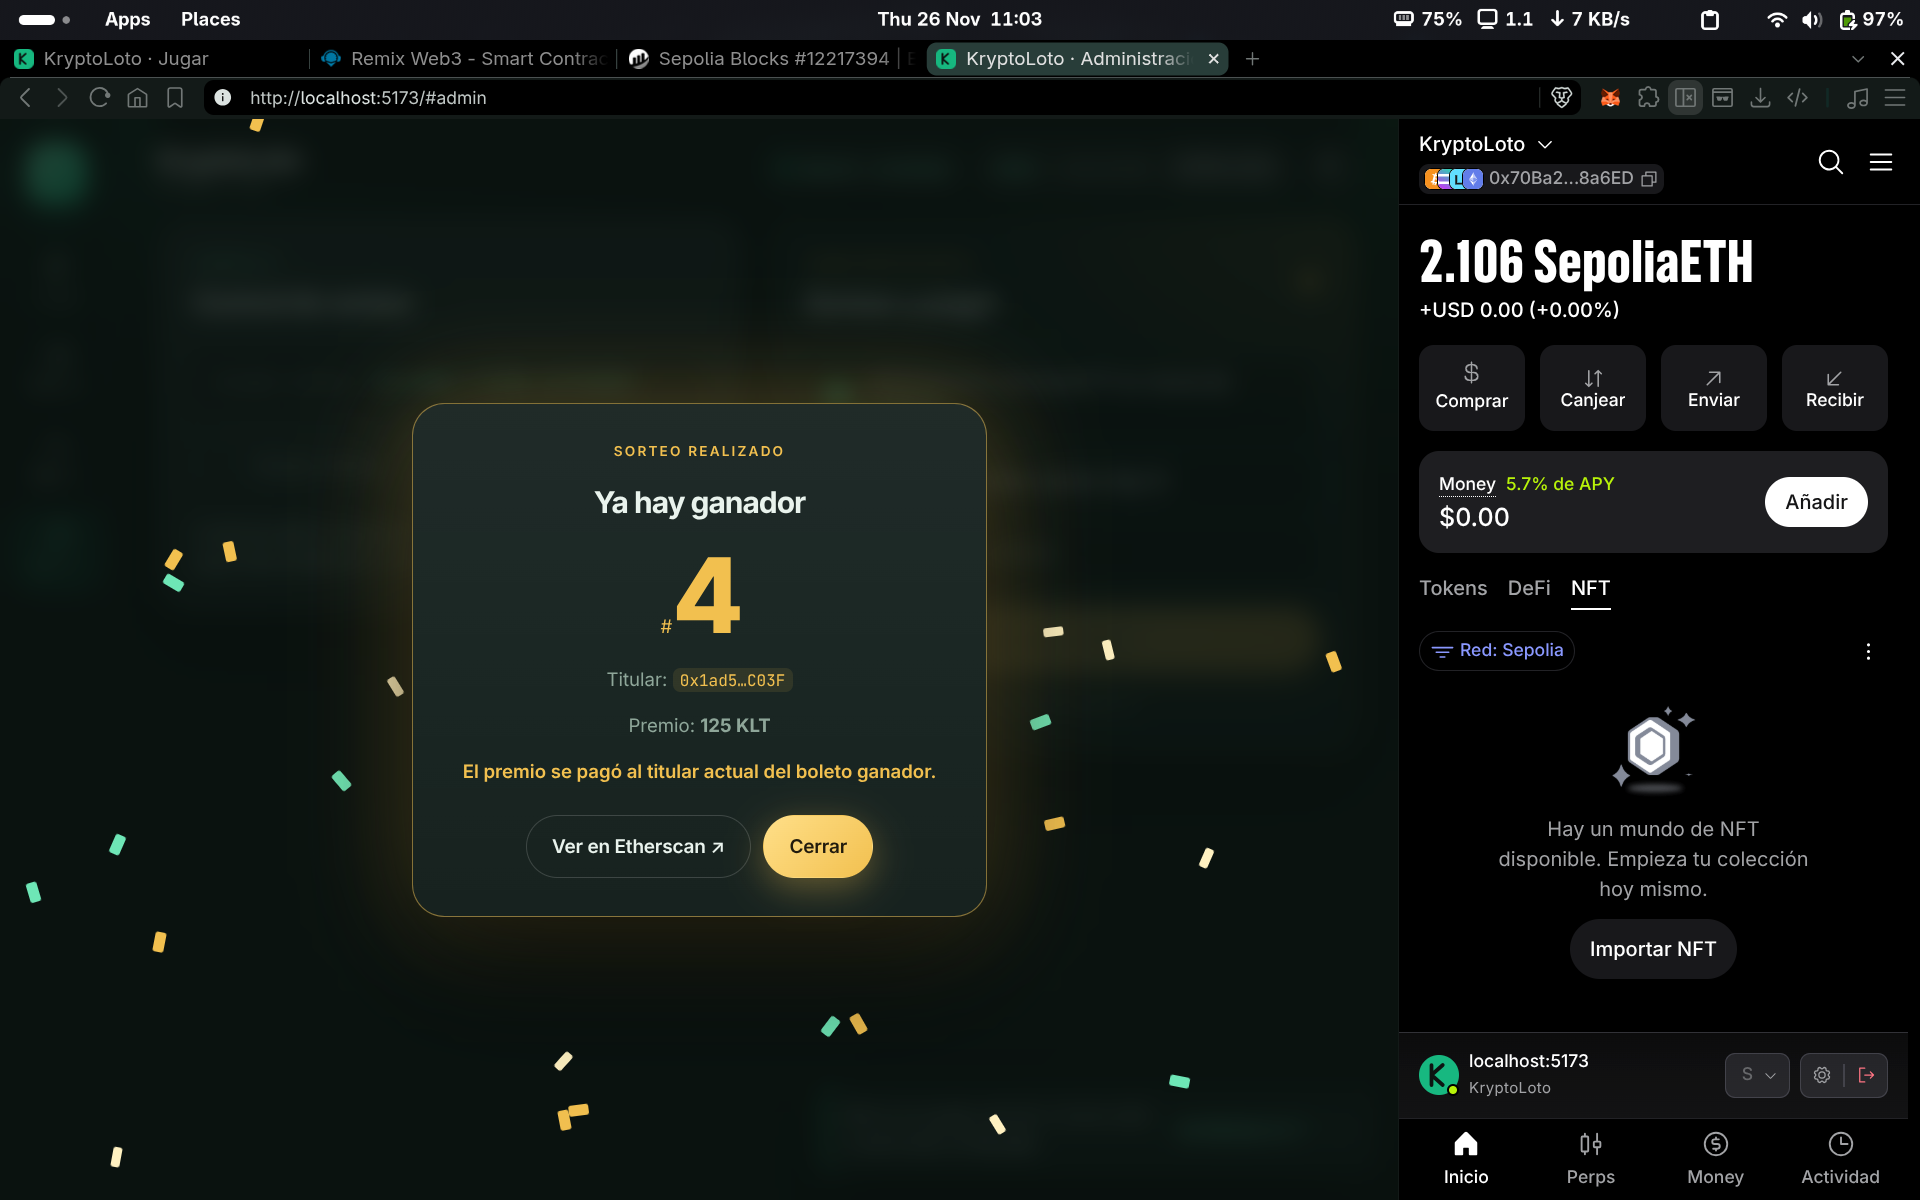 Apps Places Thu 26 Nov 11:03 75% 1.1 7 KB/s 97%
KryptoLoto · Jugar Remix Web3 - Smart Contrac Sepolia Blocks #12217394 | E KryptoLoto · Administraci
http://localhost:5173/#admin
SORTEO REALIZADO
Ya hay ganador
#4
Titular: 0x1ad5…C03F
Premio: 125 KLT
El premio se pagó al titular actual del boleto ganador.
Ver en Etherscan ↗ Cerrar
KryptoLoto
0x70Ba2...8a6ED
2.106 SepoliaETH
+USD 0.00 (+0.00%)
Comprar Canjear Enviar Recibir
Money 5.7% de APY
$0.00
Añadir
Tokens DeFi NFT
Red: Sepolia
Hay un mundo de NFT
disponible. Empieza tu colección
hoy mismo.
Importar NFT
localhost:5173
KryptoLoto
S
Inicio Perps Money Actividad